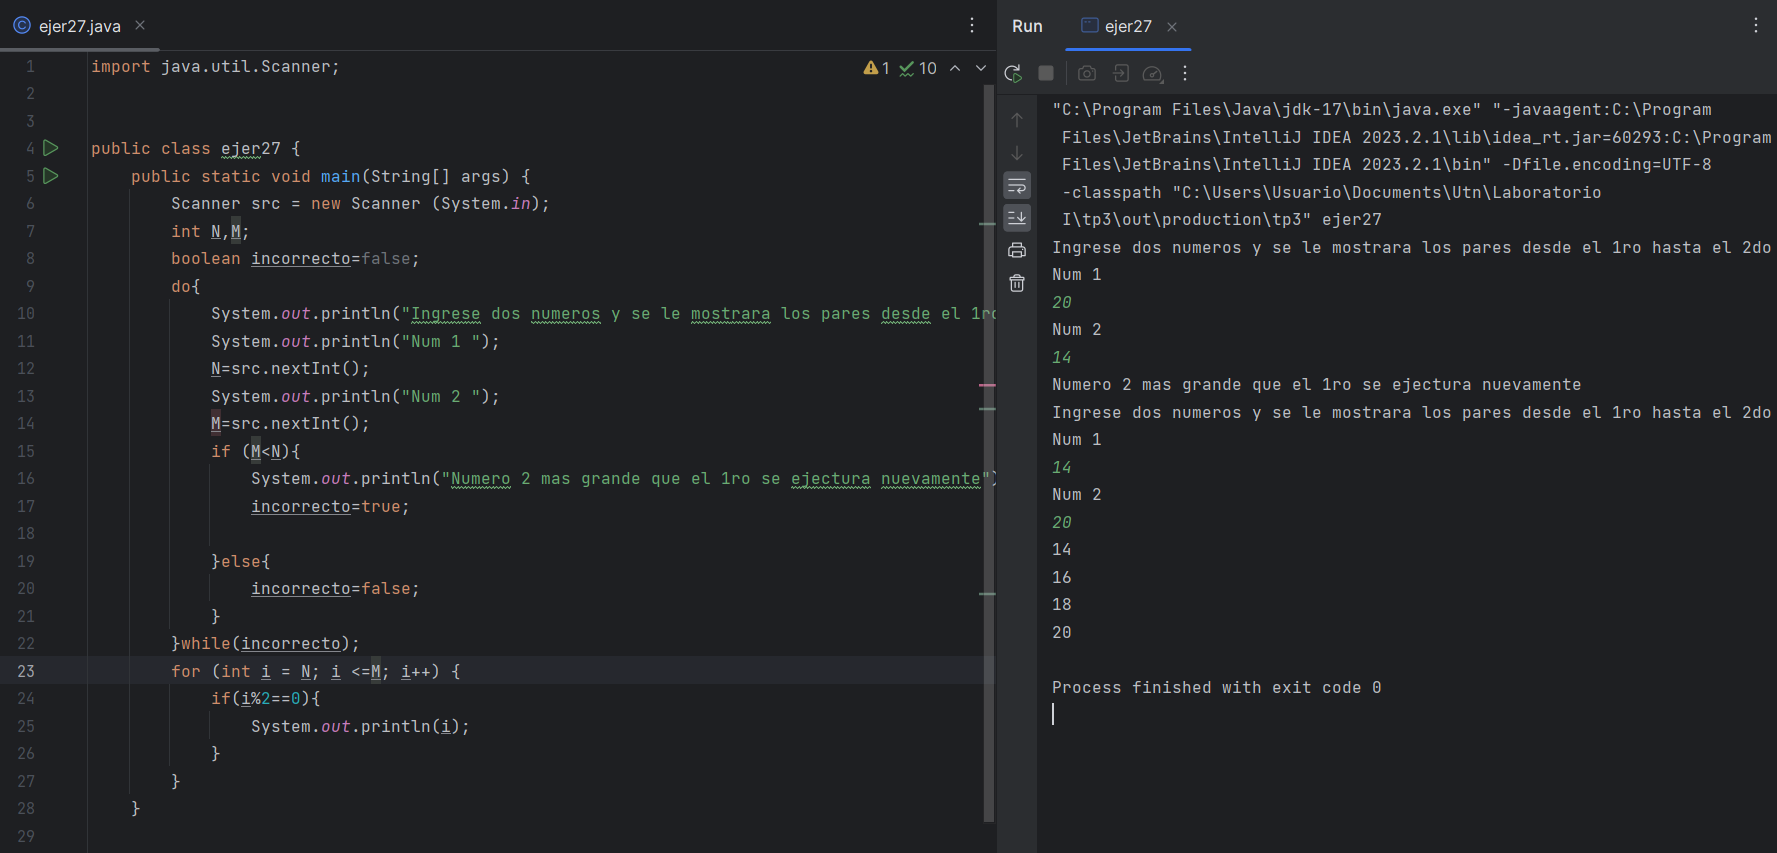 ejer27.java
import java.util.Scanner;
1 10
public class ejer27 {
public static void main(String[] args) {
Scanner src = new Scanner (System.in);
int N,M;
boolean incorrecto=false;
do{
System.out.println("Ingrese dos numeros y se le mostrara los pares desde el 1ro
System.out.println("Num 1 ");
N=src.nextInt();
System.out.println("Num 2 ");
M=src.nextInt();
if (M<N){
System.out.println("Numero 2 mas grande que el 1ro se ejectura nuevamente")
incorrecto=true;
}else{
incorrecto=false;
}
}while(incorrecto);
for (int i = N; i <=M; i++) {
if(i%2==0){
System.out.println(i);
}
}
}
1
2
3
4
5
6
7
8
9
10
11
12
13
14
15
16
17
18
19
20
21
22
23
24
25
26
27
28
29
Run ejer27
"C:\Program Files\Java\jdk-17\bin\java.exe" "-javaagent:C:\Program
Files\JetBrains\IntelliJ IDEA 2023.2.1\lib\idea_rt.jar=60293:C:\Program
Files\JetBrains\IntelliJ IDEA 2023.2.1\bin" -Dfile.encoding=UTF-8
-classpath "C:\Users\Usuario\Documents\Utn\Laboratorio
I\tp3\out\production\tp3" ejer27
Ingrese dos numeros y se le mostrara los pares desde el 1ro hasta el 2do
Num 1
20
Num 2
14
Numero 2 mas grande que el 1ro se ejectura nuevamente
Ingrese dos numeros y se le mostrara los pares desde el 1ro hasta el 2do
Num 1
14
Num 2
20
14
16
18
20
Process finished with exit code 0